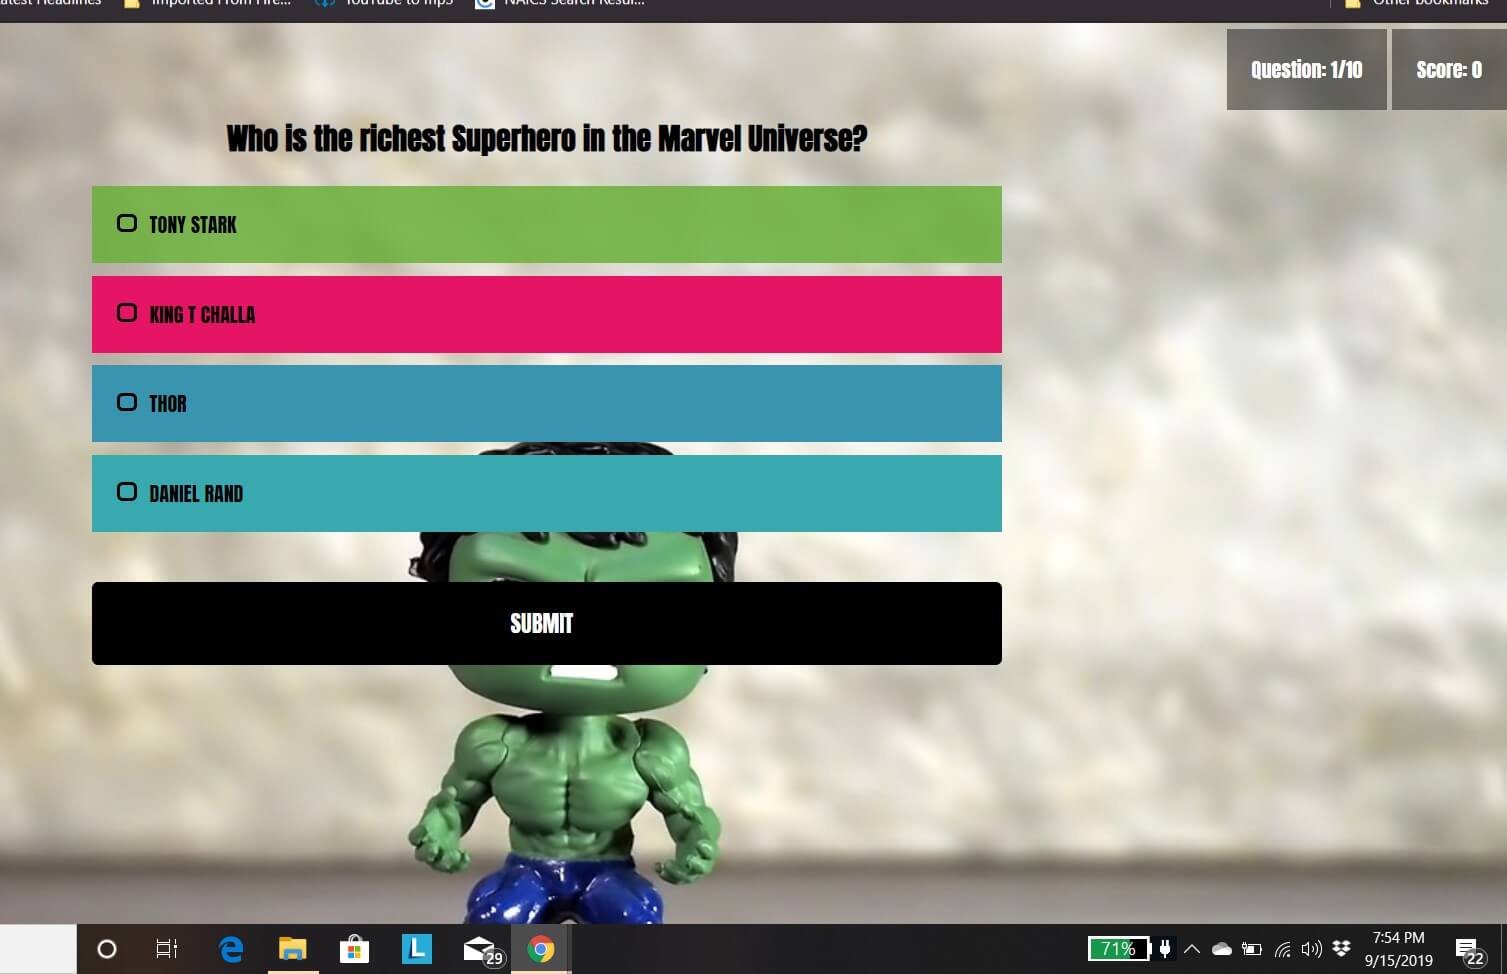 Latest Headlines
Imported From Fire...
YouTube to mp3
NAICS Search Resul...
Other bookmarks
Question: 1/10
Score: 0
Who is the richest Superhero in the Marvel Universe?
TONY STARK
KING T CHALLA
THOR
DANIEL RAND
SUBMIT
L
29
71%
7:54 PM
9/15/2019
22